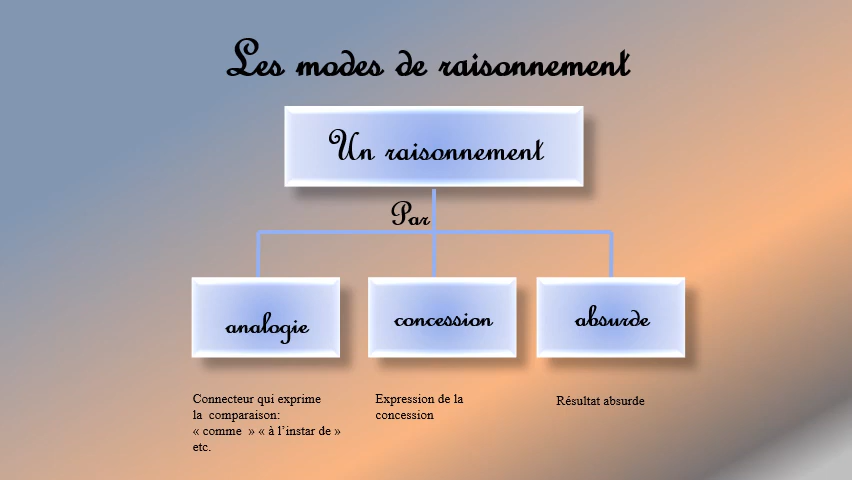 Les modes de raisonnement
Un raisonnement
Par
analogie
concession
absurde
Connecteur qui exprime
la  comparaison:
« comme  » « à l’instar de »
etc.
Expression de la
concession
Résultat absurde